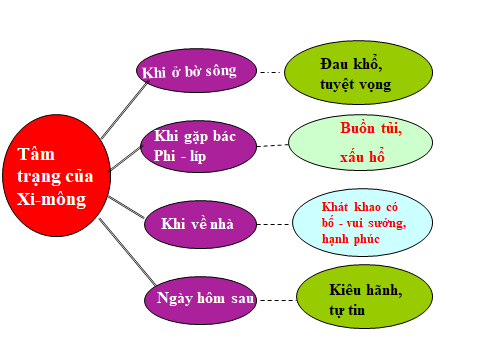 Tâm
trạng của
Xi-mông
Khi ở bờ sông
Đau khổ,
tuyệt vọng
Khi gặp bác
Phi - líp
Buồn tủi,
xấu hổ
Khi về nhà
Khát khao có
bố - vui sướng,
hạnh phúc
Ngày hôm sau
Kiêu hãnh,
tự tin